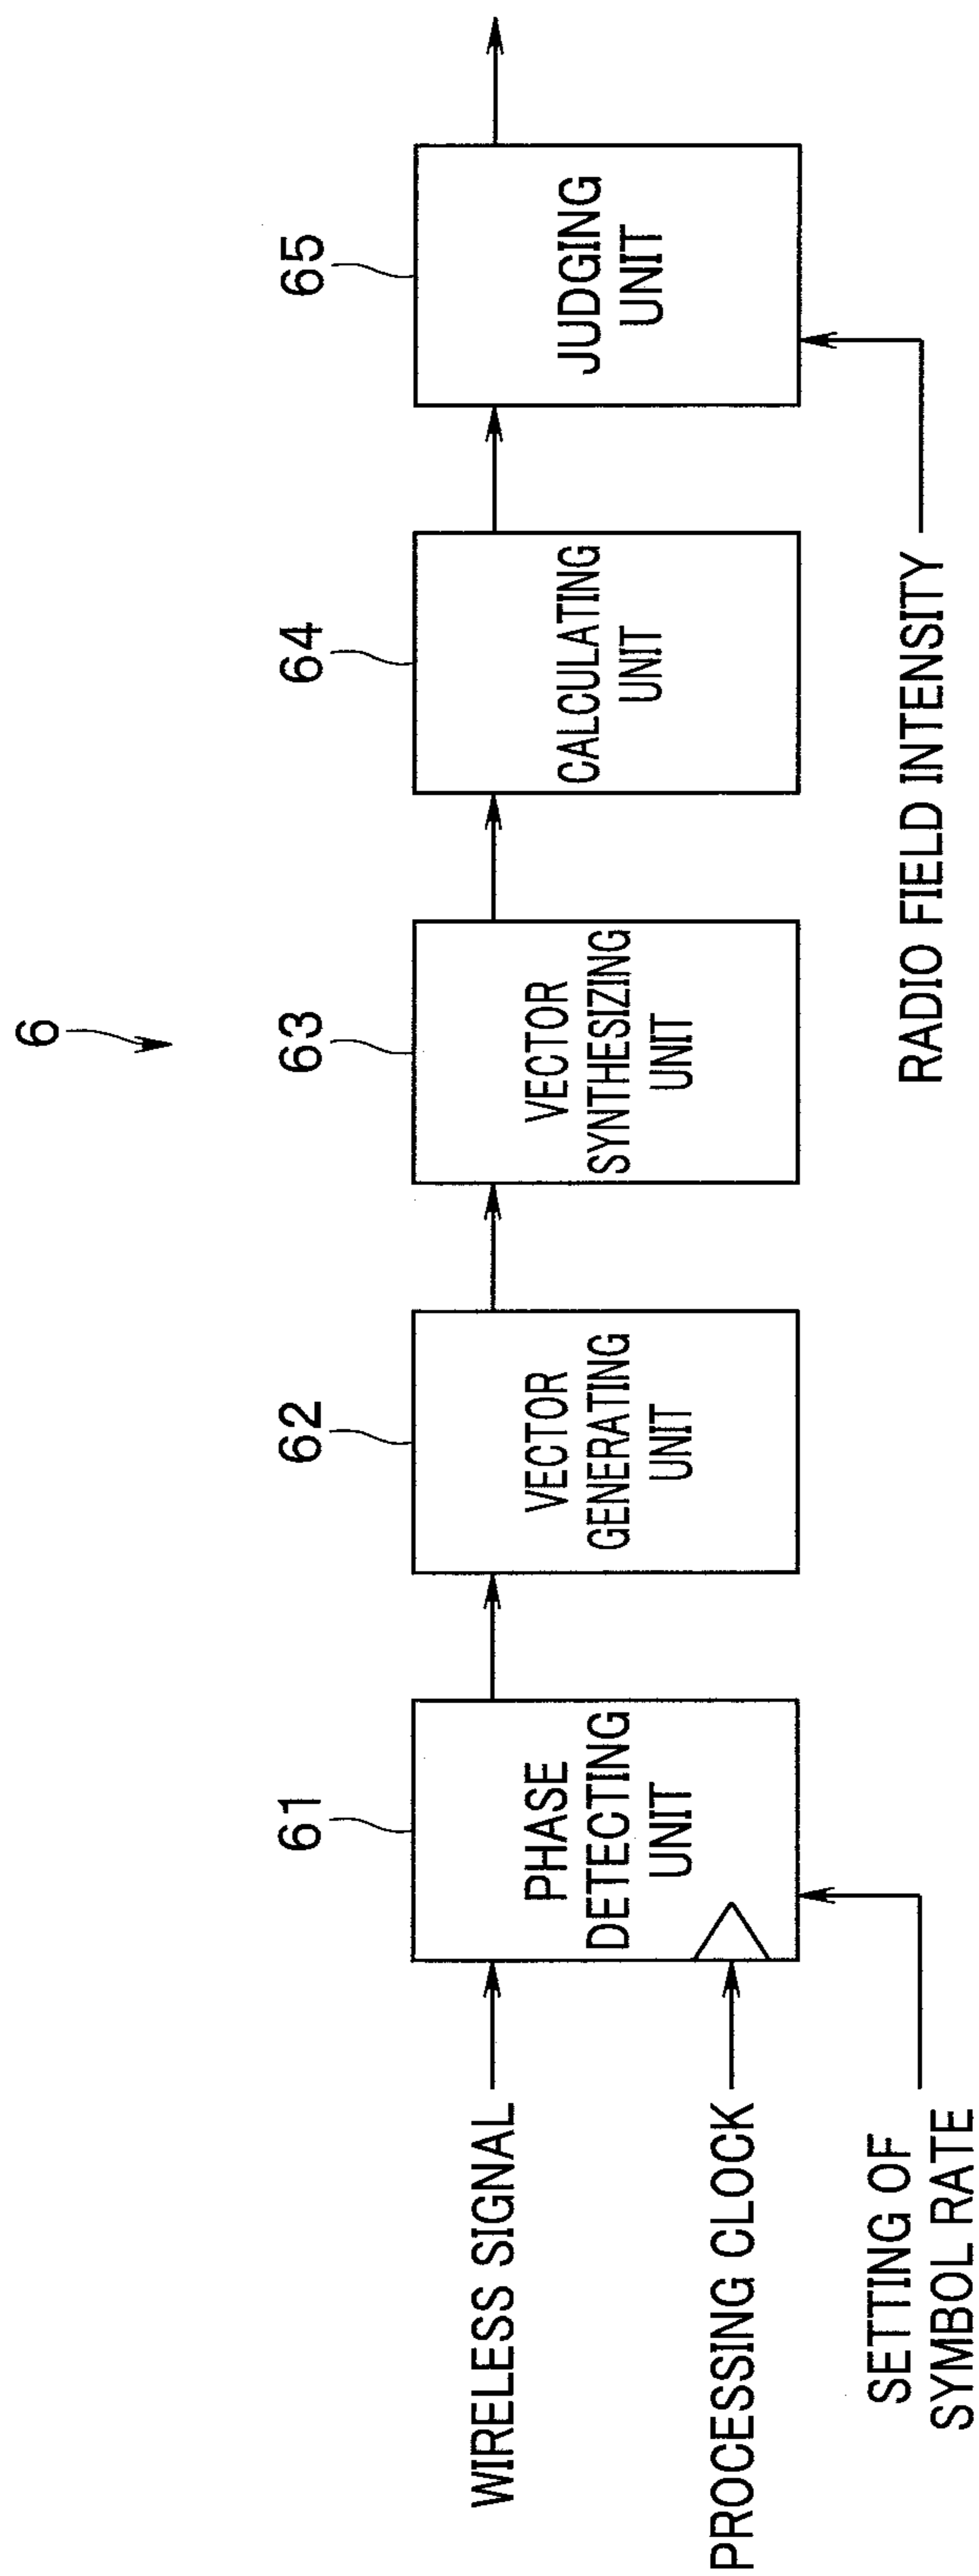 6
61
62
63
64
65
PHASE
DETECTING
UNIT
VECTOR
GENERATING
UNIT
VECTOR
SYNTHESIZING
UNIT
CALCULATING
UNIT
JUDGING
UNIT
WIRELESS SIGNAL
PROCESSING CLOCK
SETTING OF
SYMBOL RATE
RADIO FIELD INTENSITY